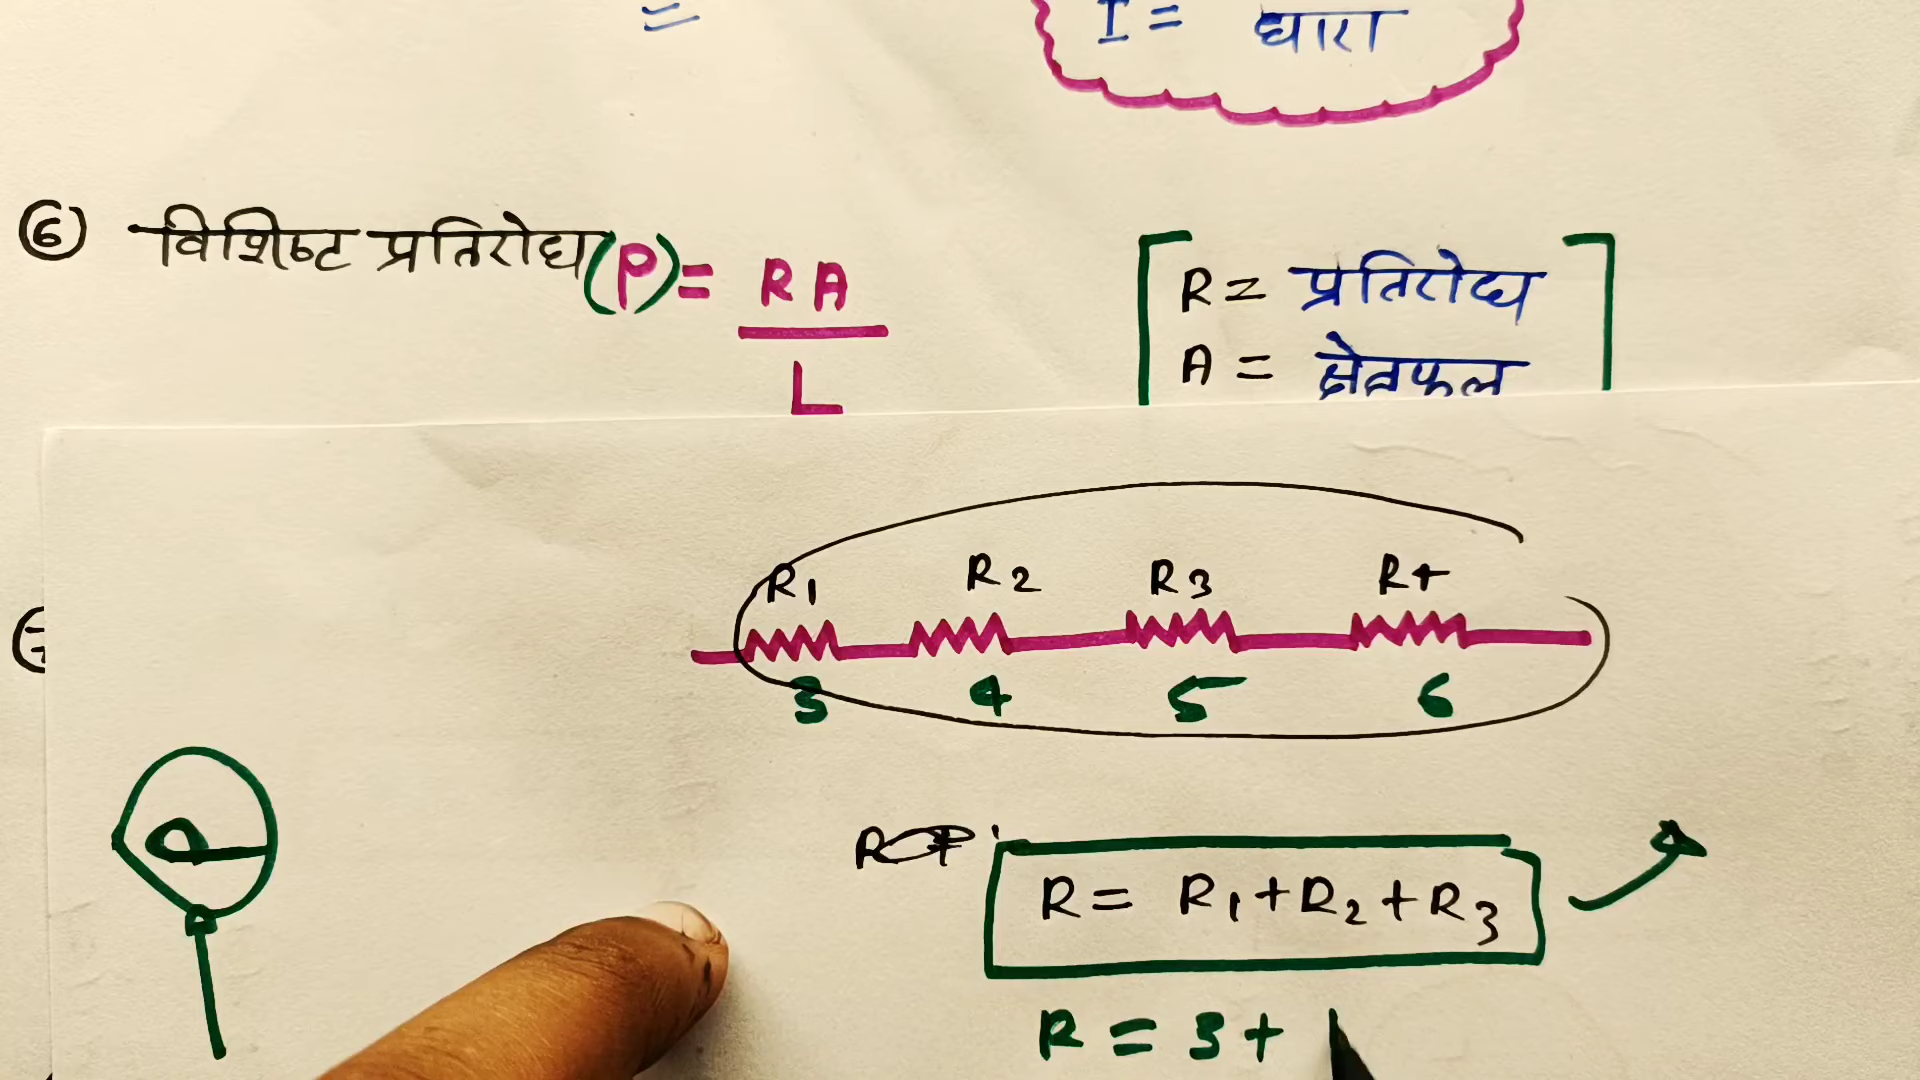 I = धारा
⑥ विशिष्ट प्रतिरोध (P) = RA
L
R = प्रतिरोध
A = क्षेत्रफल
R1 R2 R3 R4
3 4 5 6
R = R1 + R2 + R3
R = 3 +